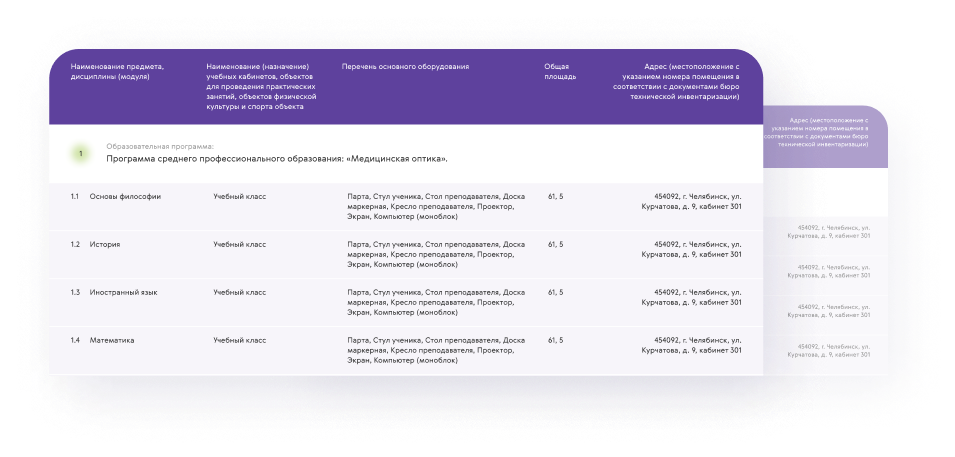 Наименование предмета,
дисциплины (модуля)
Наименование (назначение)
учебных кабинетов, объектов
для проведения практических
занятий, объектов физической
культуры и спорта объекта
Перечень основного оборудования
Общая
площадь
Адрес (местоположение с
указанием номера помещения в
соответствии с документами бюро
технической инвентаризации)
1
Образовательная программа:
Программа среднего профессионального образования: «Медицинская оптика».
1.1 Основы философии
Учебный класс
Парта, Стул ученика, Стол преподавателя, Доска
маркерная, Кресло преподавателя, Проектор,
Экран, Компьютер (моноблок)
61, 5
454092, г. Челябинск, ул.
Курчатова, д. 9, кабинет 301
1.2 История
Учебный класс
Парта, Стул ученика, Стол преподавателя, Доска
маркерная, Кресло преподавателя, Проектор,
Экран, Компьютер (моноблок)
61, 5
454092, г. Челябинск, ул.
Курчатова, д. 9, кабинет 301
1.3 Иностранный язык
Учебный класс
Парта, Стул ученика, Стол преподавателя, Доска
маркерная, Кресло преподавателя, Проектор,
Экран, Компьютер (моноблок)
61, 5
454092, г. Челябинск, ул.
Курчатова, д. 9, кабинет 301
1.4 Математика
Учебный класс
Парта, Стул ученика, Стол преподавателя, Доска
маркерная, Кресло преподавателя, Проектор,
Экран, Компьютер (моноблок)
61, 5
454092, г. Челябинск, ул.
Курчатова, д. 9, кабинет 301
Адрес (местоположение с
указанием номера помещения в
соответствии с документами бюро
технической инвентаризации)
454092, г. Челябинск, ул.
Курчатова, д. 9, кабинет 301
454092, г. Челябинск, ул.
Курчатова, д. 9, кабинет 301
454092, г. Челябинск, ул.
Курчатова, д. 9, кабинет 301
454092, г. Челябинск, ул.
Курчатова, д. 9, кабинет 301